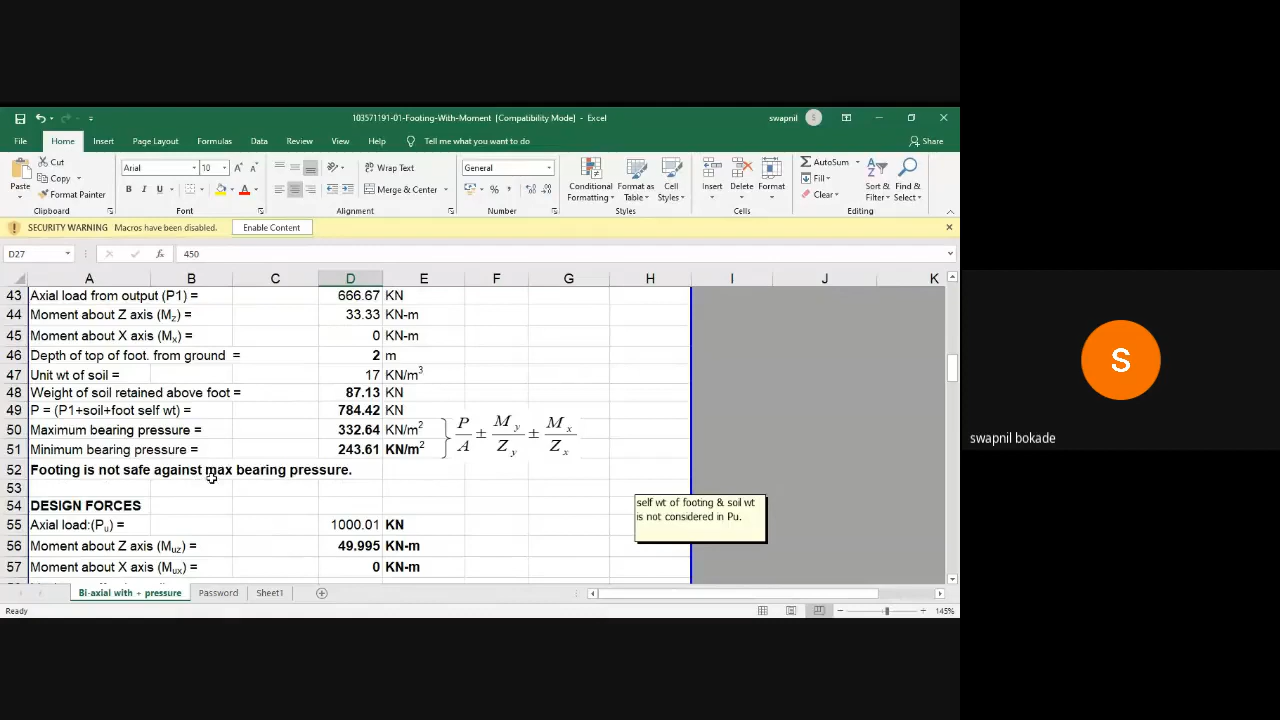 103571191-01-Footing-With-Moment [Compatibility Mode] - Excel
swapnil
S
File Home Insert Page Layout Formulas Data Review View Help Tell me what you want to do Share
Paste
Cut
Copy
Format Painter
Clipboard
Arial 10
B I U
Font
Wrap Text
Merge & Center
Alignment
General
Number
Conditional Formatting
Format as Table
Cell Styles
Styles
Insert Delete Format
Cells
AutoSum
Fill
Clear
Sort & Filter
Find & Select
Editing
SECURITY WARNING Macros have been disabled. Enable Content
D27 fx 450
A B C D E F G H I J K
43 Axial load from output (P1) = 666.67 KN
44 Moment about Z axis (Mz) = 33.33 KN-m
45 Moment about X axis (Mx) = 0 KN-m
46 Depth of top of foot. from ground = 2 m
47 Unit wt of soil = 17 KN/m³
48 Weight of soil retained above foot = 87.13 KN
49 P = (P1+soil+foot self wt) = 784.42 KN
50 Maximum bearing pressure = 332.64 KN/m²
51 Minimum bearing pressure = 243.61 KN/m²
P/A ± My/Zy ± Mx/Zx
52 Footing is not safe against max bearing pressure.
53
54 DESIGN FORCES
55 Axial load:(Pu) = 1000.01 KN
56 Moment about Z axis (Muz) = 49.995 KN-m
57 Moment about X axis (Mux) = 0 KN-m
self wt of footing & soil wt
is not considered in Pu.
Bi-axial with + pressure Password Sheet1
Ready 145%
S
swapnil bokade